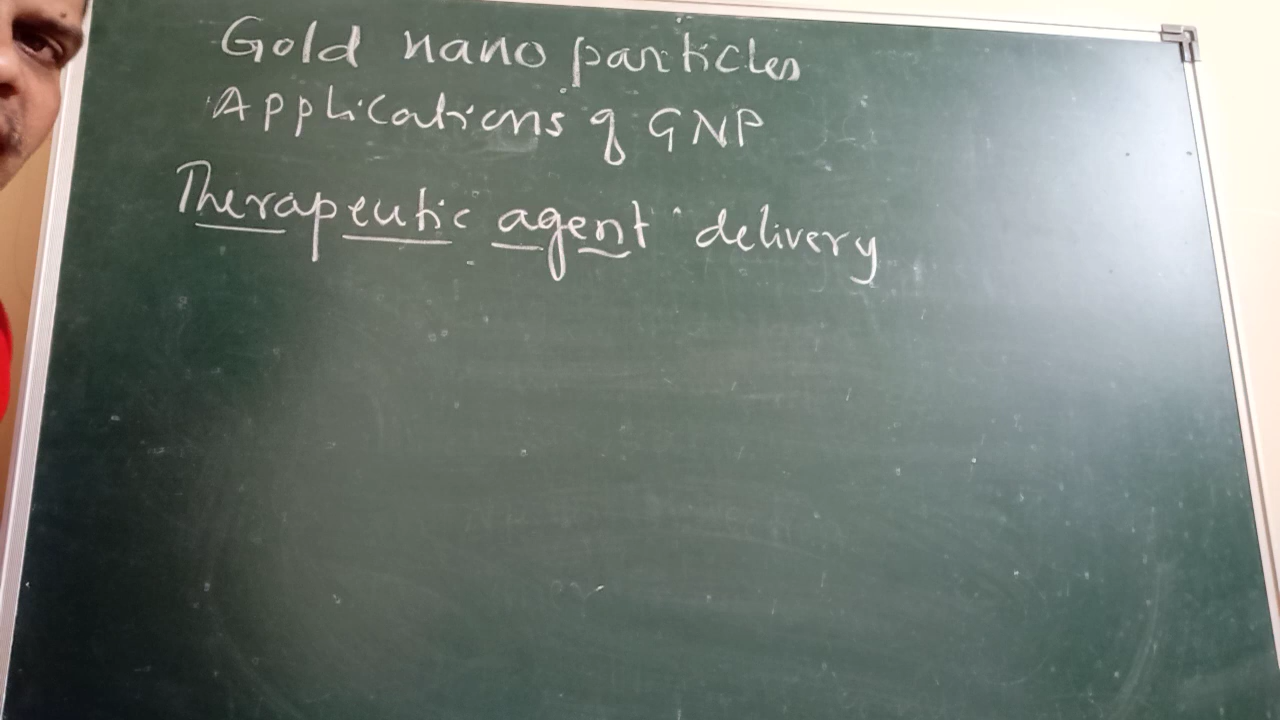 Gold nano particles
Applications of GNP
Therapeutic agent delivery